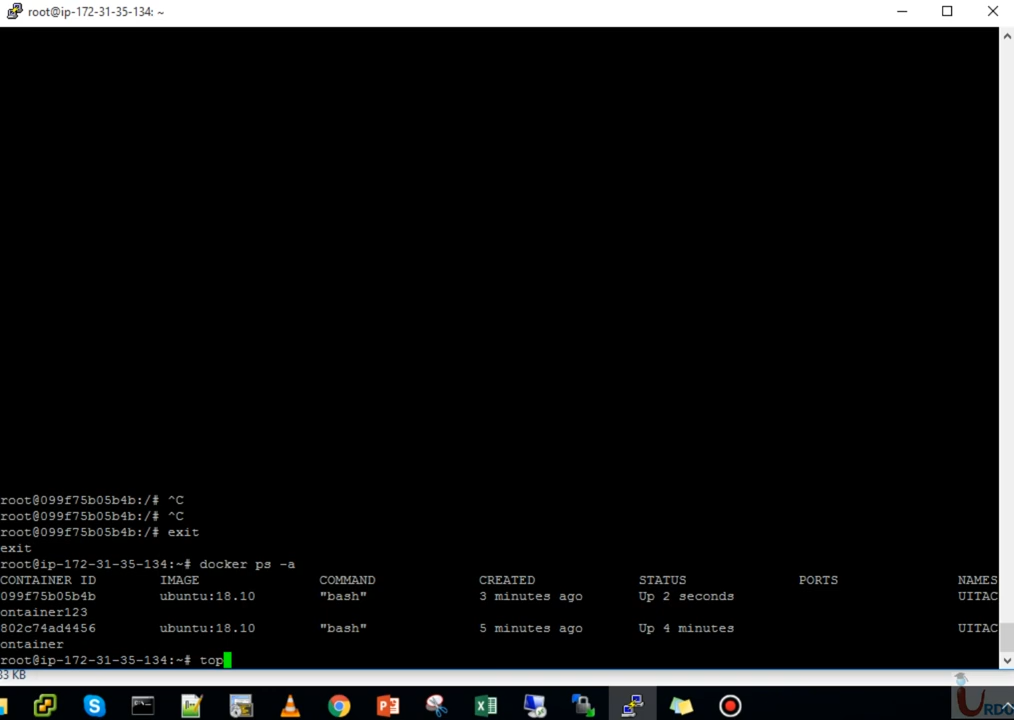 root@ip-172-31-35-134: ~
root@099f75b05b4b:/# ^C
root@099f75b05b4b:/# ^C
root@099f75b05b4b:/# exit
exit
root@ip-172-31-35-134:~# docker ps -a
CONTAINER ID IMAGE COMMAND CREATED STATUS PORTS NAMES
099f75b05b4b ubuntu:18.10 "bash" 3 minutes ago Up 2 seconds UITAC
ontainer123
802c74ad4456 ubuntu:18.10 "bash" 5 minutes ago Up 4 minutes UITAC
ontainer
root@ip-172-31-35-134:~# top
33 KB